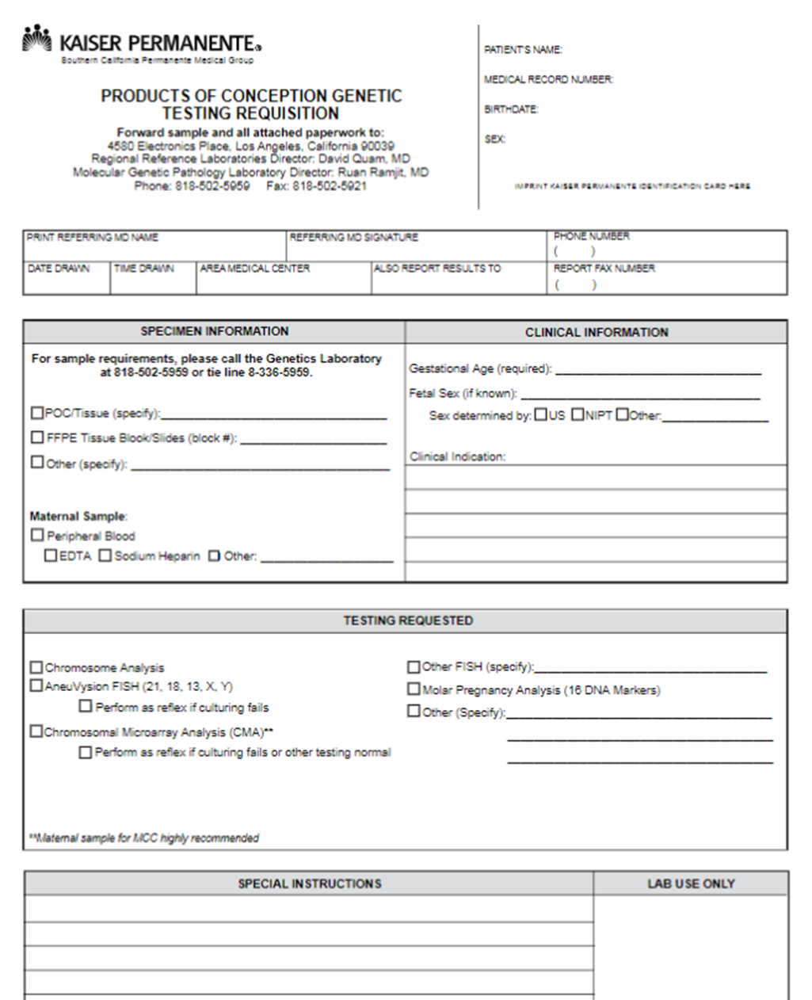 KAISER PERMANENTE®
Southern California Permanente Medical Group
PRODUCTS OF CONCEPTION GENETIC
TESTING REQUISITION
Forward sample and all attached paperwork to:
4580 Electronics Place, Los Angeles, California 90039
Regional Reference Laboratories Director: David Quam, MD
Molecular Genetic Pathology Laboratory Director: Ruan Ramjit, MD
Phone: 818-502-5959 Fax: 818-502-5921
PATIENT'S NAME:
MEDICAL RECORD NUMBER:
BIRTHDATE:
SEX:
IMPRINT KAISER PERMANENTE IDENTIFICATION CARD HERE
PRINT REFERRING MD NAME
REFERRING MD SIGNATURE
PHONE NUMBER
( )
DATE DRAWN
TIME DRAWN
AREA MEDICAL CENTER
ALSO REPORT RESULTS TO
REPORT FAX NUMBER
( )
SPECIMEN INFORMATION
For sample requirements, please call the Genetics Laboratory
at 818-502-5959 or tie line 8-336-5959.
POC/Tissue (specify):
FFPE Tissue Block/Slides (block #):
Other (specify):
Maternal Sample:
Peripheral Blood
EDTA Sodium Heparin Other:
CLINICAL INFORMATION
Gestational Age (required):
Fetal Sex (if known):
Sex determined by: US NIPT Other:
Clinical Indication:
TESTING REQUESTED
Chromosome Analysis
AneuVysion FISH (21, 18, 13, X, Y)
Perform as reflex if culturing fails
Chromosomal Microarray Analysis (CMA)**
Perform as reflex if culturing fails or other testing normal
Other FISH (specify):
Molar Pregnancy Analysis (16 DNA Markers)
Other (Specify):
**Maternal sample for MCC highly recommended
SPECIAL INSTRUCTIONS
LAB USE ONLY